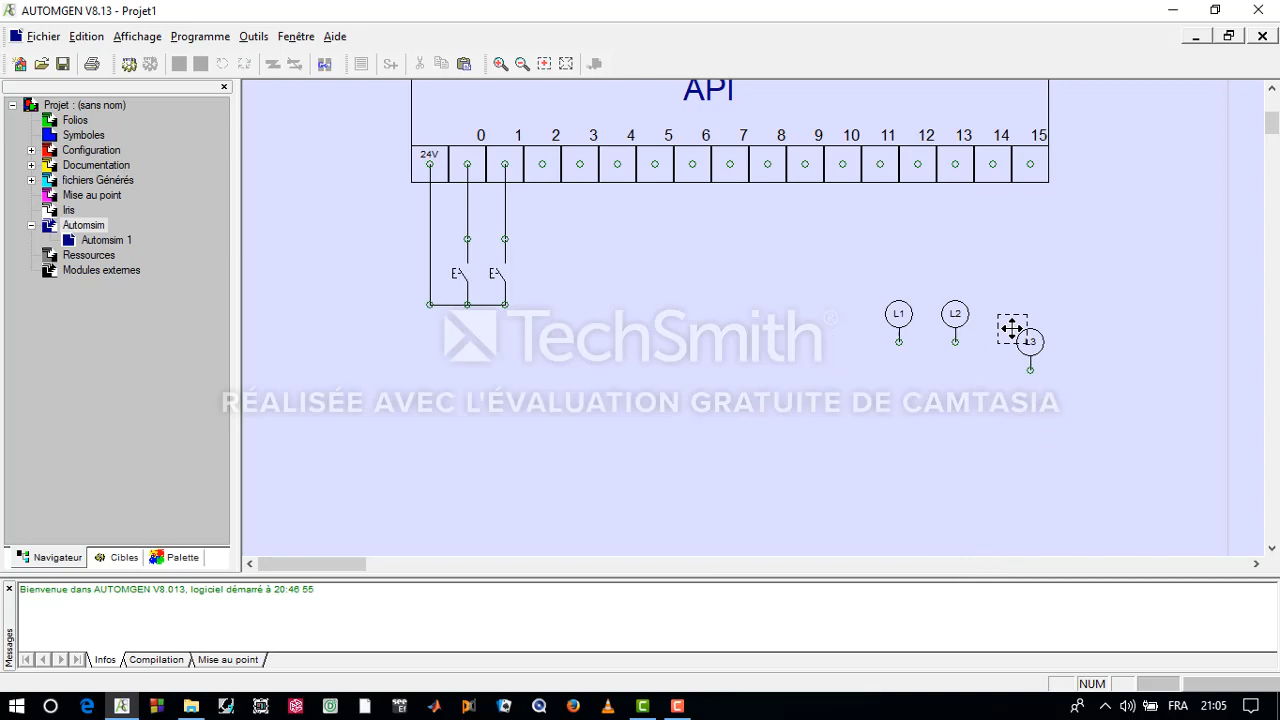 AUTOMGEN V8.13 - Projet1
Fichier Edition Affichage Programme Outils Fenêtre Aide
S+
Projet : (sans nom)
Folios
Symboles
Configuration
Documentation
fichiers Générés
Mise au point
Iris
Automsim
Automsim 1
Ressources
Modules externes
Navigateur Cibles Palette
API
0 1 2 3 4 5 6 7 8 9 10 11 12 13 14 15
24V
E E
L1 L2 L3
TechSmith
RÉALISÉE AVEC L'ÉVALUATION GRATUITE DE CAMTASIA
Bienvenue dans AUTOMGEN V8.013, logiciel démarré à 20:46 55
Messages
Infos Compilation Mise au point
NUM
FRA 21:05